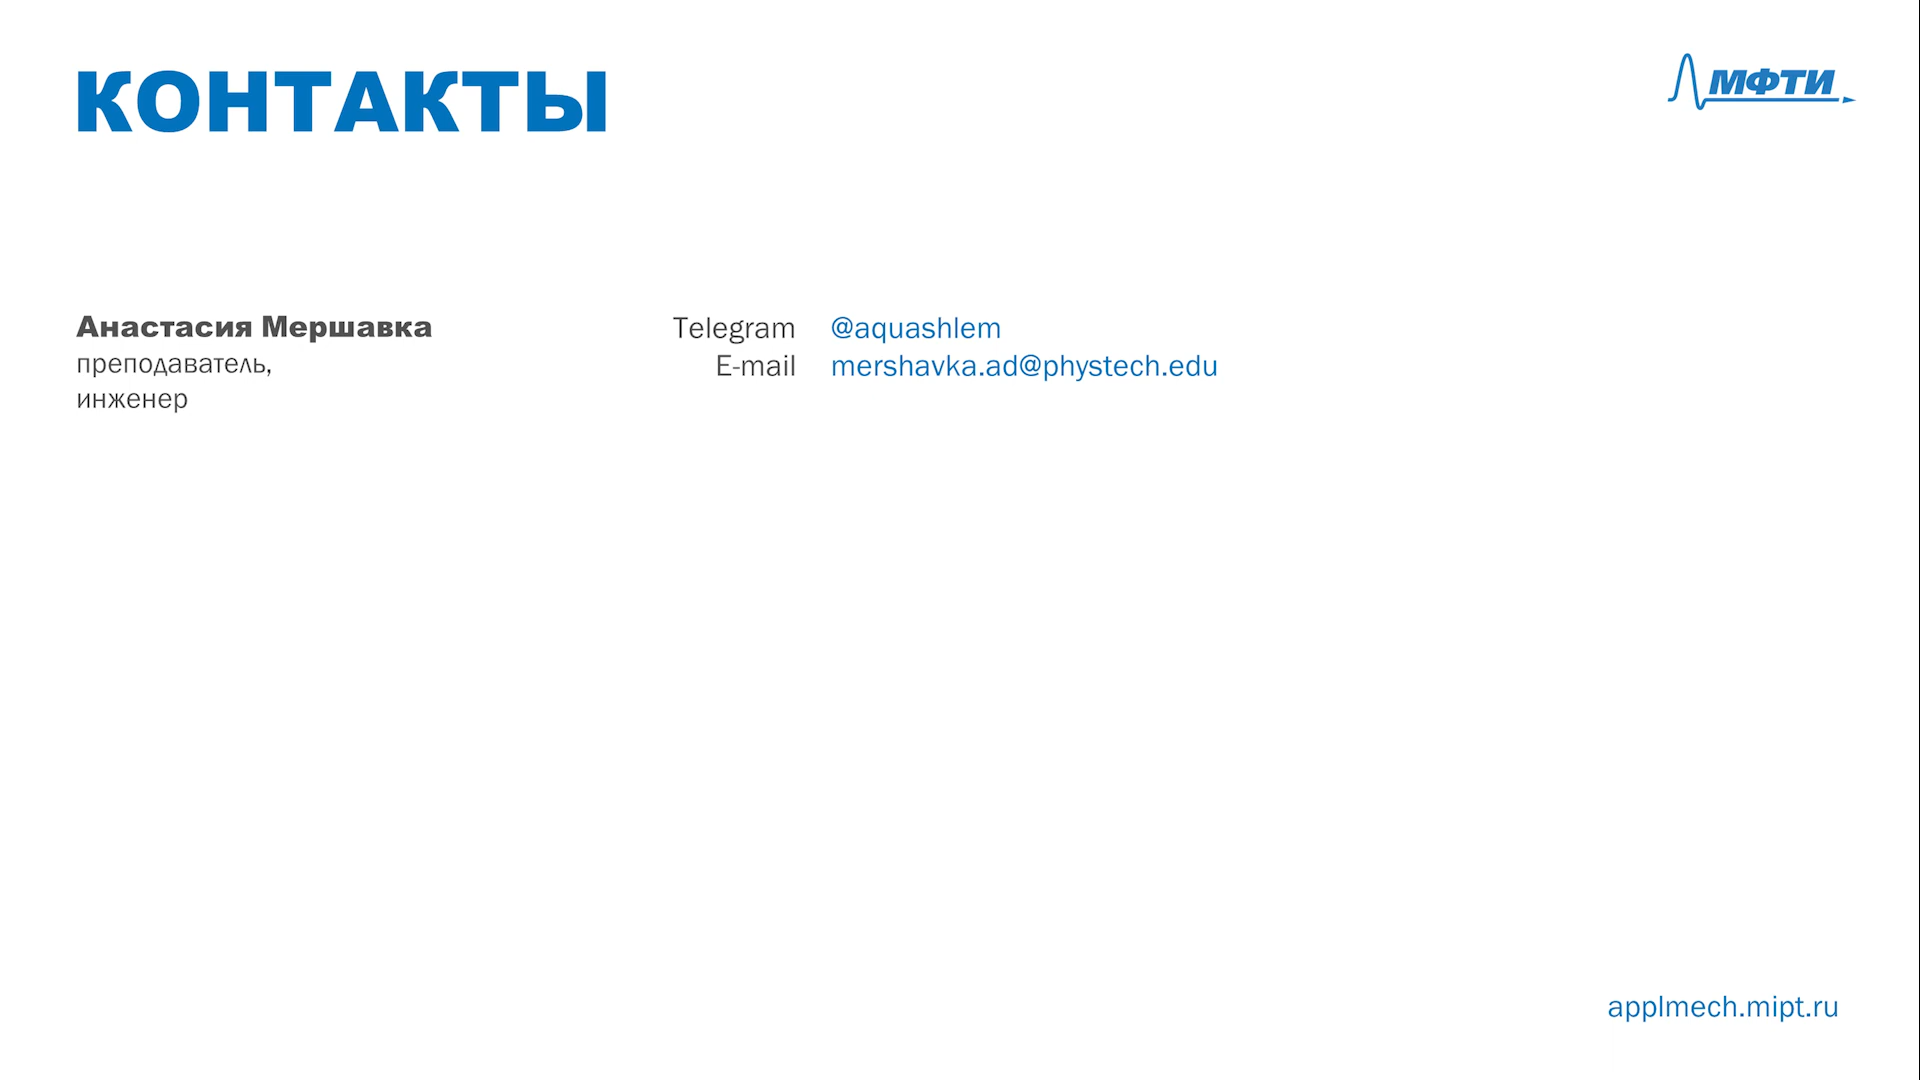 КОНТАКТЫ
МФТИ
Анастасия Мершавка
преподаватель,
инженер
Telegram @aquashlem
E-mail mershavka.ad@phystech.edu
applmech.mipt.ru